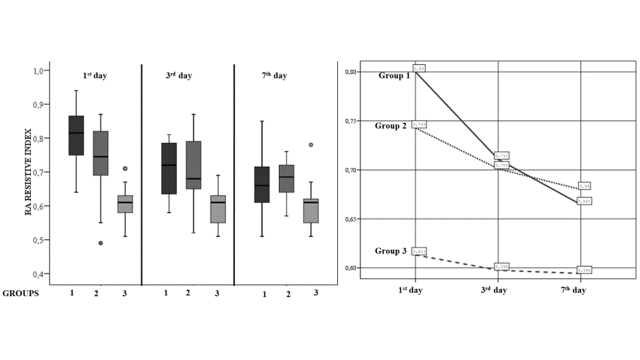 1st day 3rd day 7th day
1,0
0,9
0,8
0,7
0,6
0,5
0,4
RA RESISTIVE INDEX
GROUPS 1 2 3 1 2 3 1 2 3
0,80
0,75
0,70
0,65
0,60
Group 1
Group 2
Group 3
1st day 3rd day 7th day